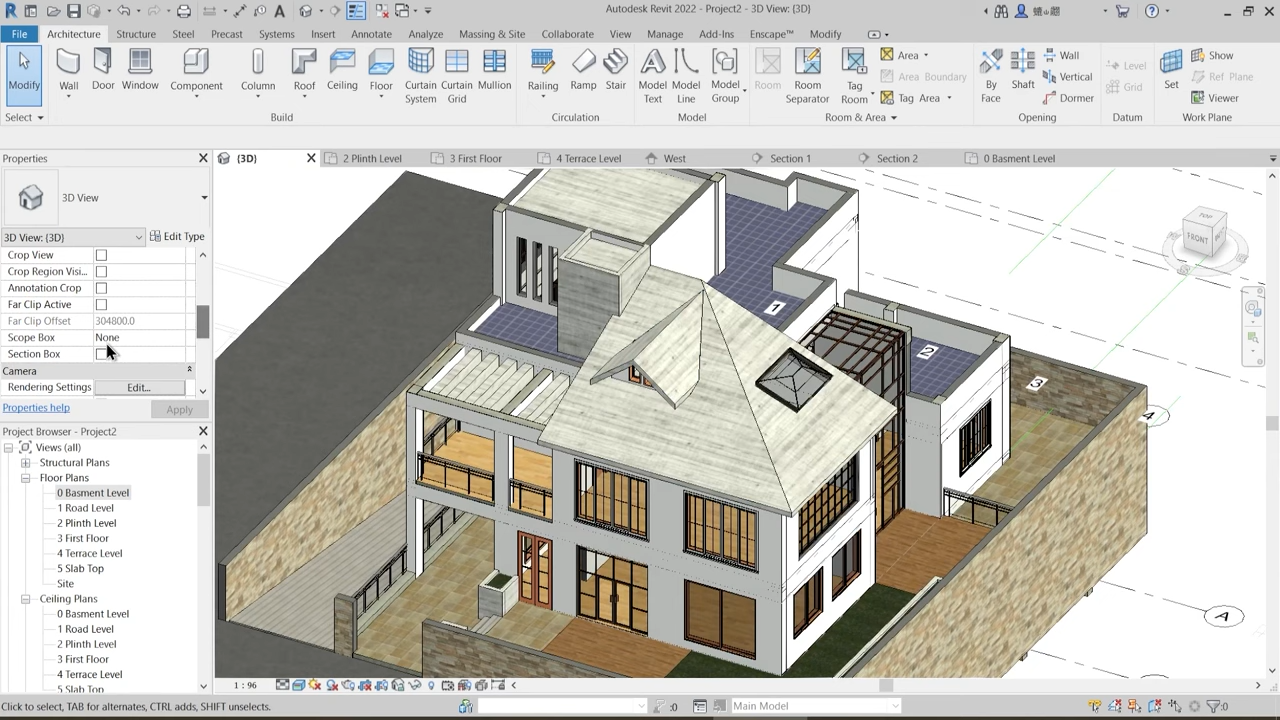 Autodesk Revit 2022 - Project2 - 3D View: {3D}
File Architecture Structure Steel Precast Systems Insert Annotate Analyze Massing & Site Collaborate View Manage Add-Ins Enscape™ Modify
Modify Wall Door Window Component Column Roof Ceiling Floor Curtain System Curtain Grid Mullion Railing Ramp Stair Model Text Model Line Model Group Room Room Separator Tag Room Area Area Boundary Tag Area By Face Shaft Wall Vertical Dormer Level Grid Set Show Ref Plane Viewer
Select Build Circulation Model Room & Area Opening Datum Work Plane
Properties
{3D} 2 Plinth Level 3 First Floor 4 Terrace Level West Section 1 Section 2 0 Basment Level
3D View
3D View: {3D} Edit Type
Crop View
Crop Region Visi...
Annotation Crop
Far Clip Active
Far Clip Offset 304800.0
Scope Box None
Section Box
Camera
Rendering Settings Edit...
Properties help Apply
Project Browser - Project2
Views (all)
Structural Plans
Floor Plans
0 Basment Level
1 Road Level
2 Plinth Level
3 First Floor
4 Terrace Level
5 Slab Top
Site
Ceiling Plans
0 Basment Level
1 Road Level
2 Plinth Level
3 First Floor
4 Terrace Level
5 Slab Top
TOP
FRONT
1
2
3
4
A
1 : 96
Click to select, TAB for alternates, CTRL adds, SHIFT unselects.
:0
Main Model
:0